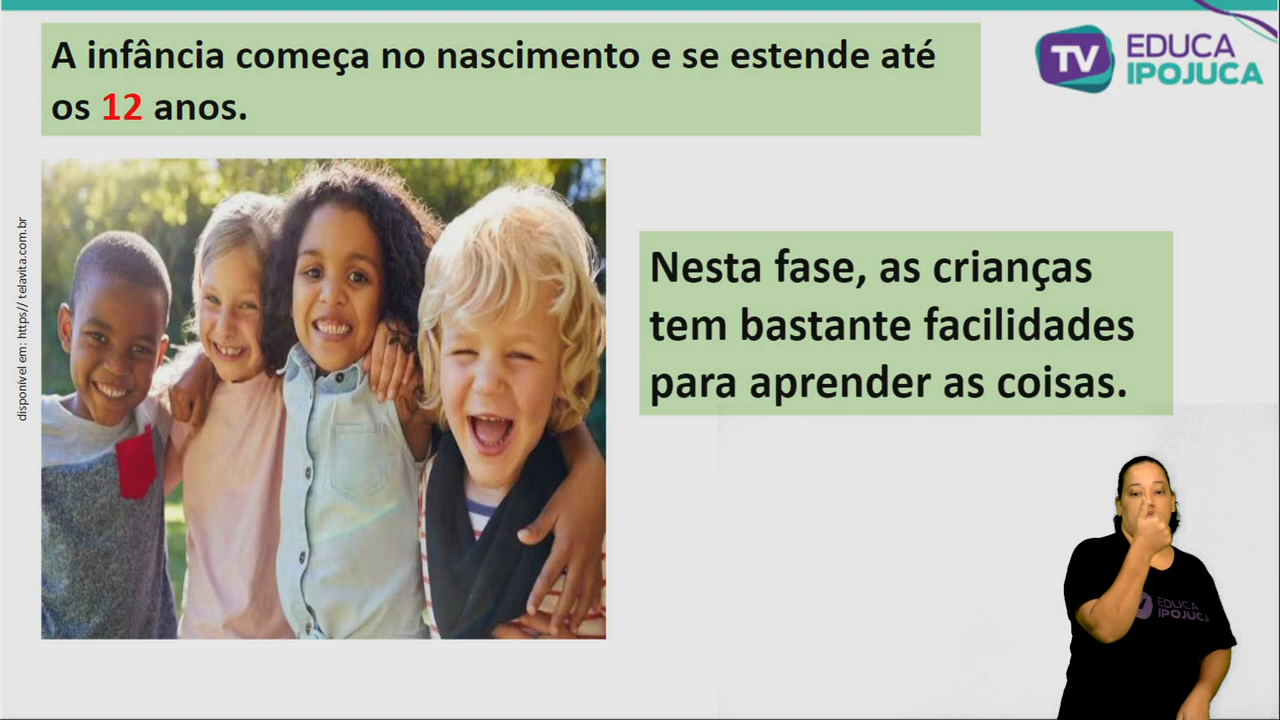 A infância começa no nascimento e se estende até
os 12 anos.
TV EDUCA
IPOJUCA
disponível em: https// telavita.com.br
Nesta fase, as crianças
tem bastante facilidades
para aprender as coisas.
EDUCA
IPOJUCA